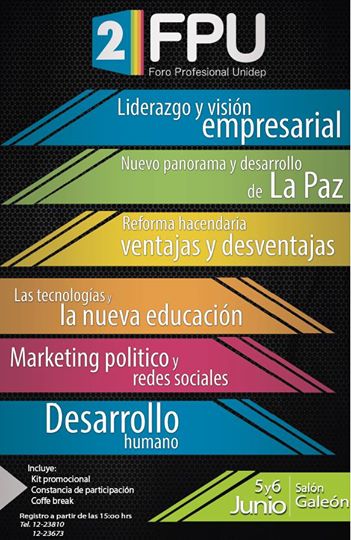 2 FPU
Foro Profesional Unidep
Liderazgo y visión
empresarial
Nuevo panorama y desarrollo
de La Paz
Reforma hacendaria
ventajas y desventajas
Las tecnologías y
la nueva educación
Marketing politico y
redes sociales
Desarrollo
humano
Incluye:
Kit promocional
Constancia de participación
Coffe break
Registro a partir de las 15:00 hrs
Tel. 12-23810
12-23673
5 y 6
Junio
Salón
Galeón